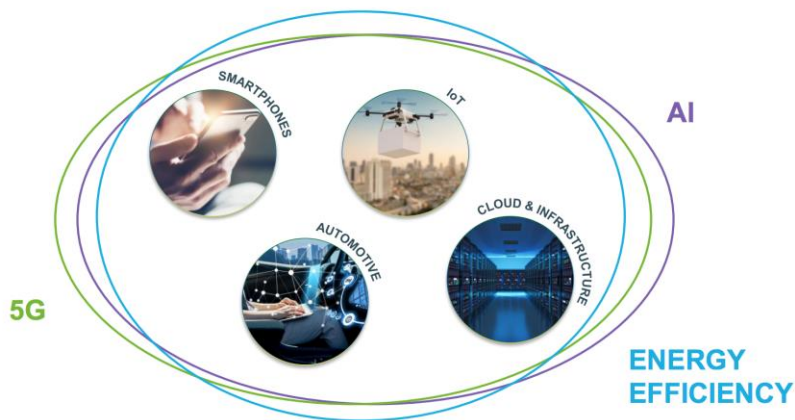 SMARTPHONES
IoT
AI
AUTOMOTIVE
CLOUD & INFRASTRUCTURE
5G
ENERGY
EFFICIENCY